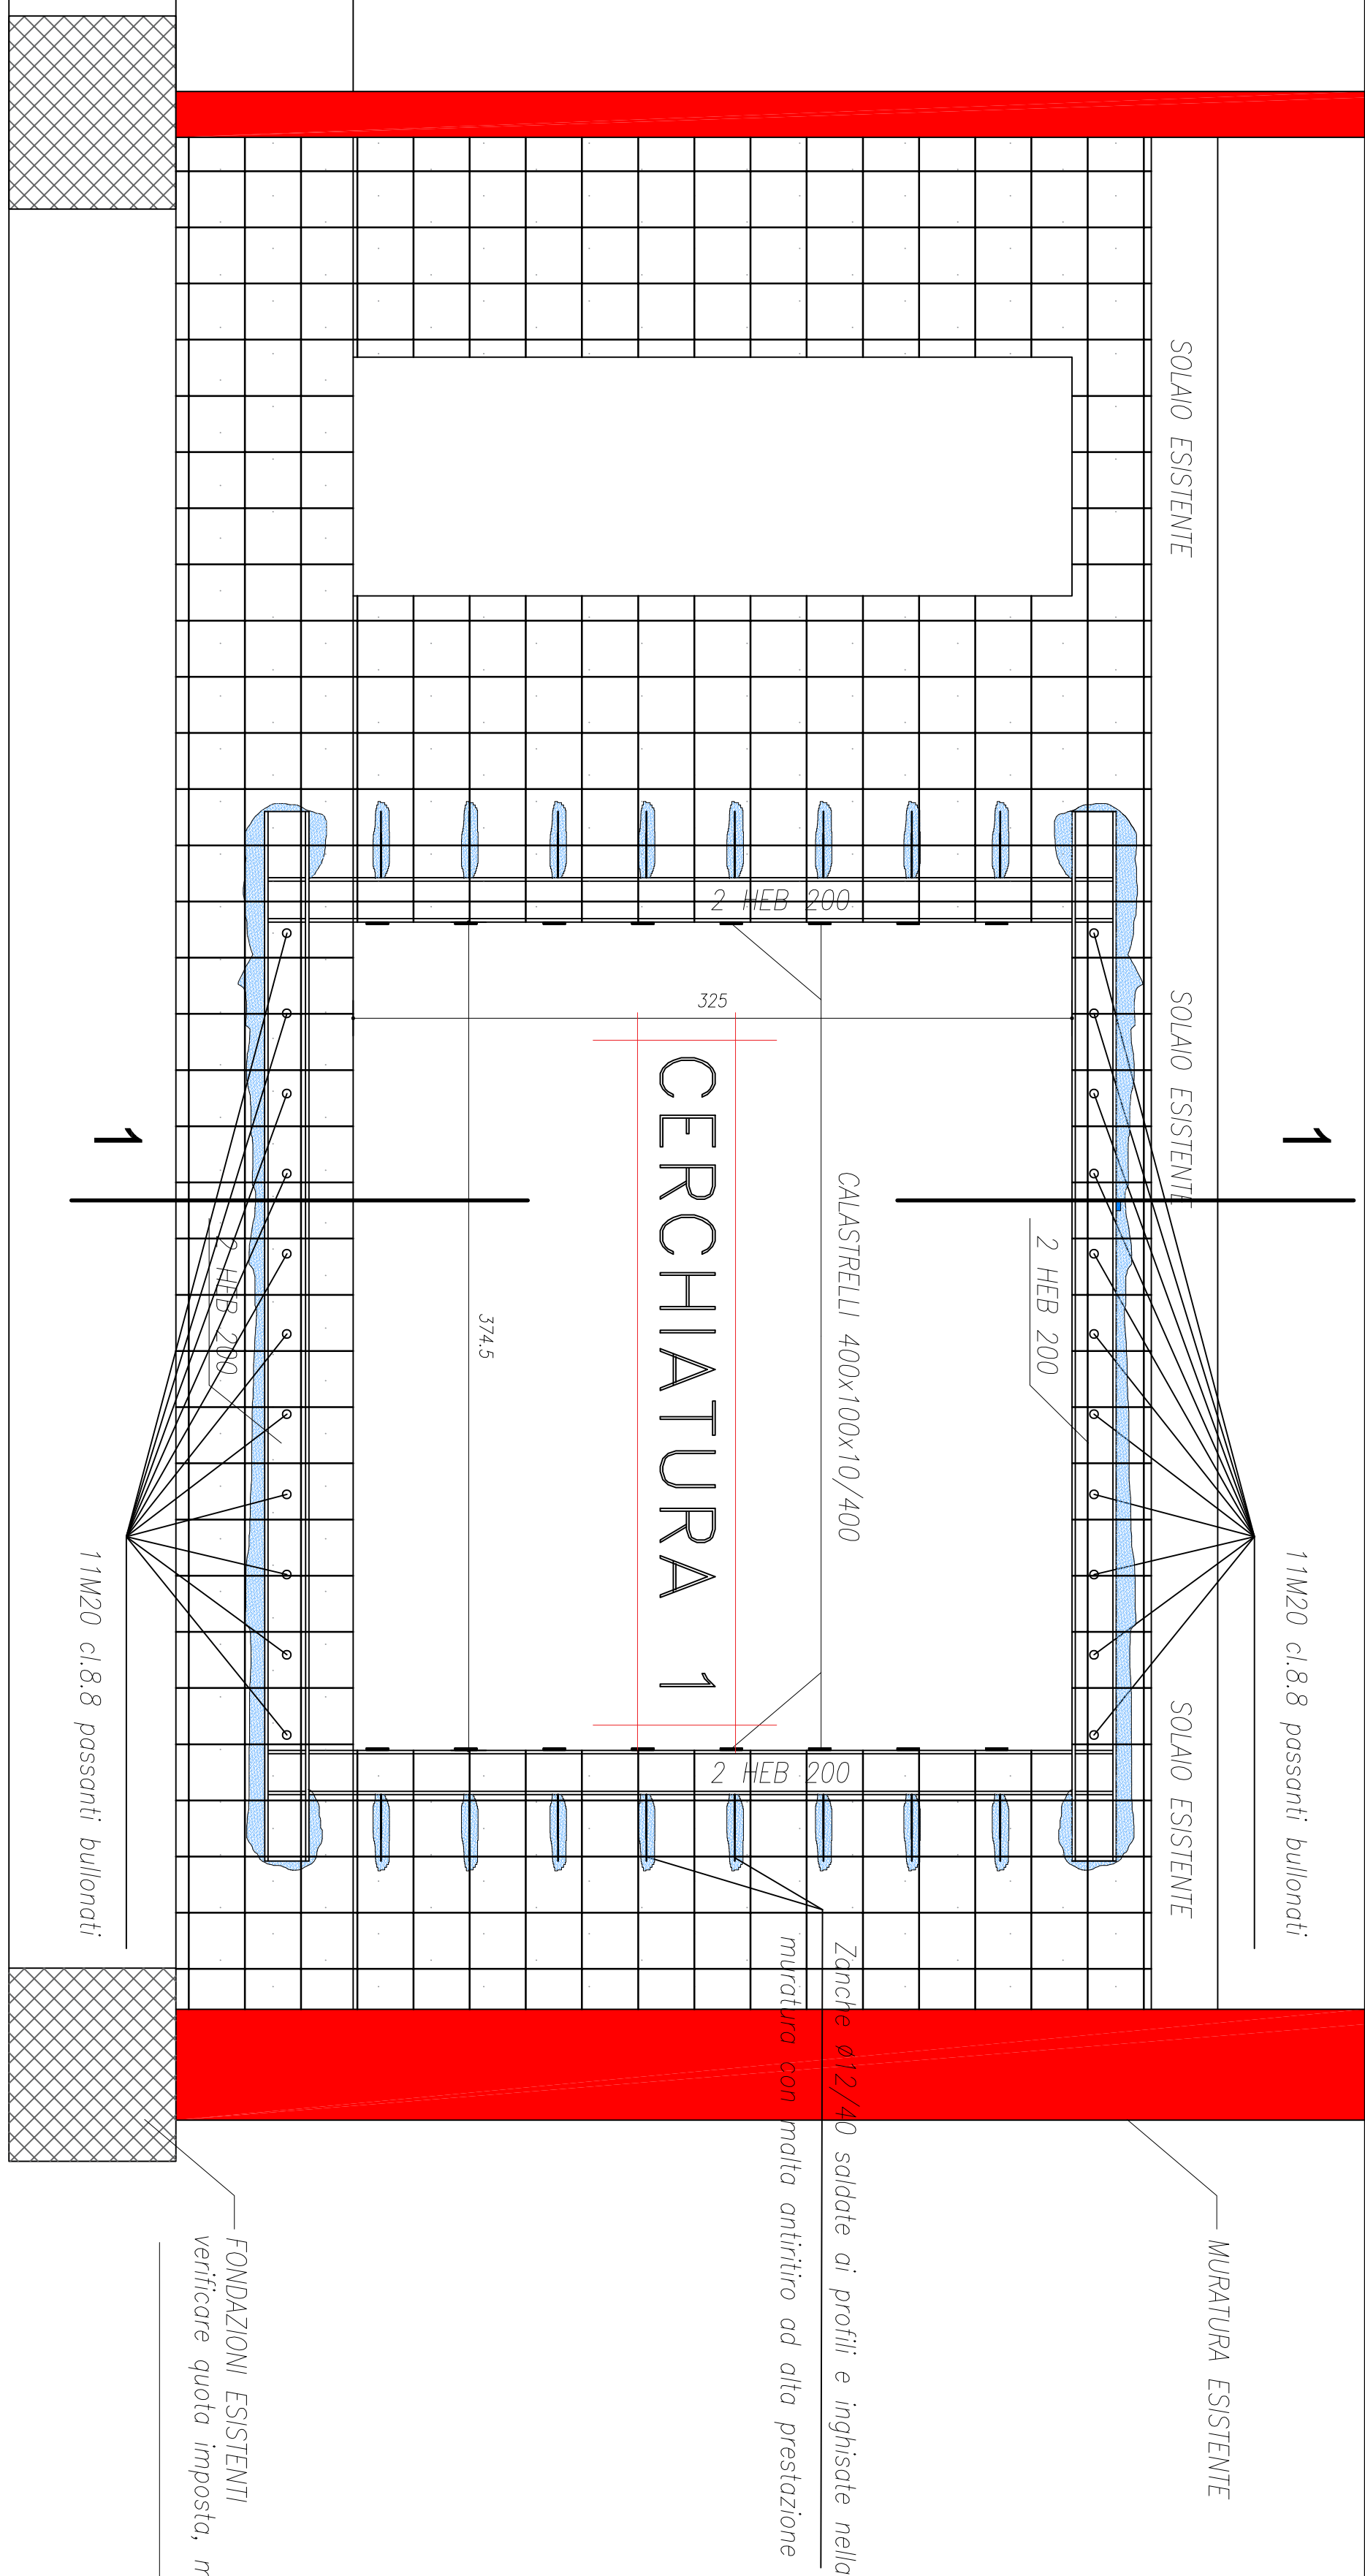 11M20 cl.8.8 passanti bullonati
1
1
MURATURA ESISTENTE
SOLAIO ESISTENTE
SOLAIO ESISTENTE
SOLAIO ESISTENTE
2 HEB 200
2 HEB 200
2 HEB 200
CALASTRELLI 400x100x10/400
Zanche ø12/40 saldate ai profili e inghisate nella
muratura con malta antiritiro ad alta prestazione
325
CERCHIATURA 1
374.5
2 HEB 200
FONDAZIONI ESISTENTI
verificare quota imposta,
11M20 cl.8.8 passanti bullonati